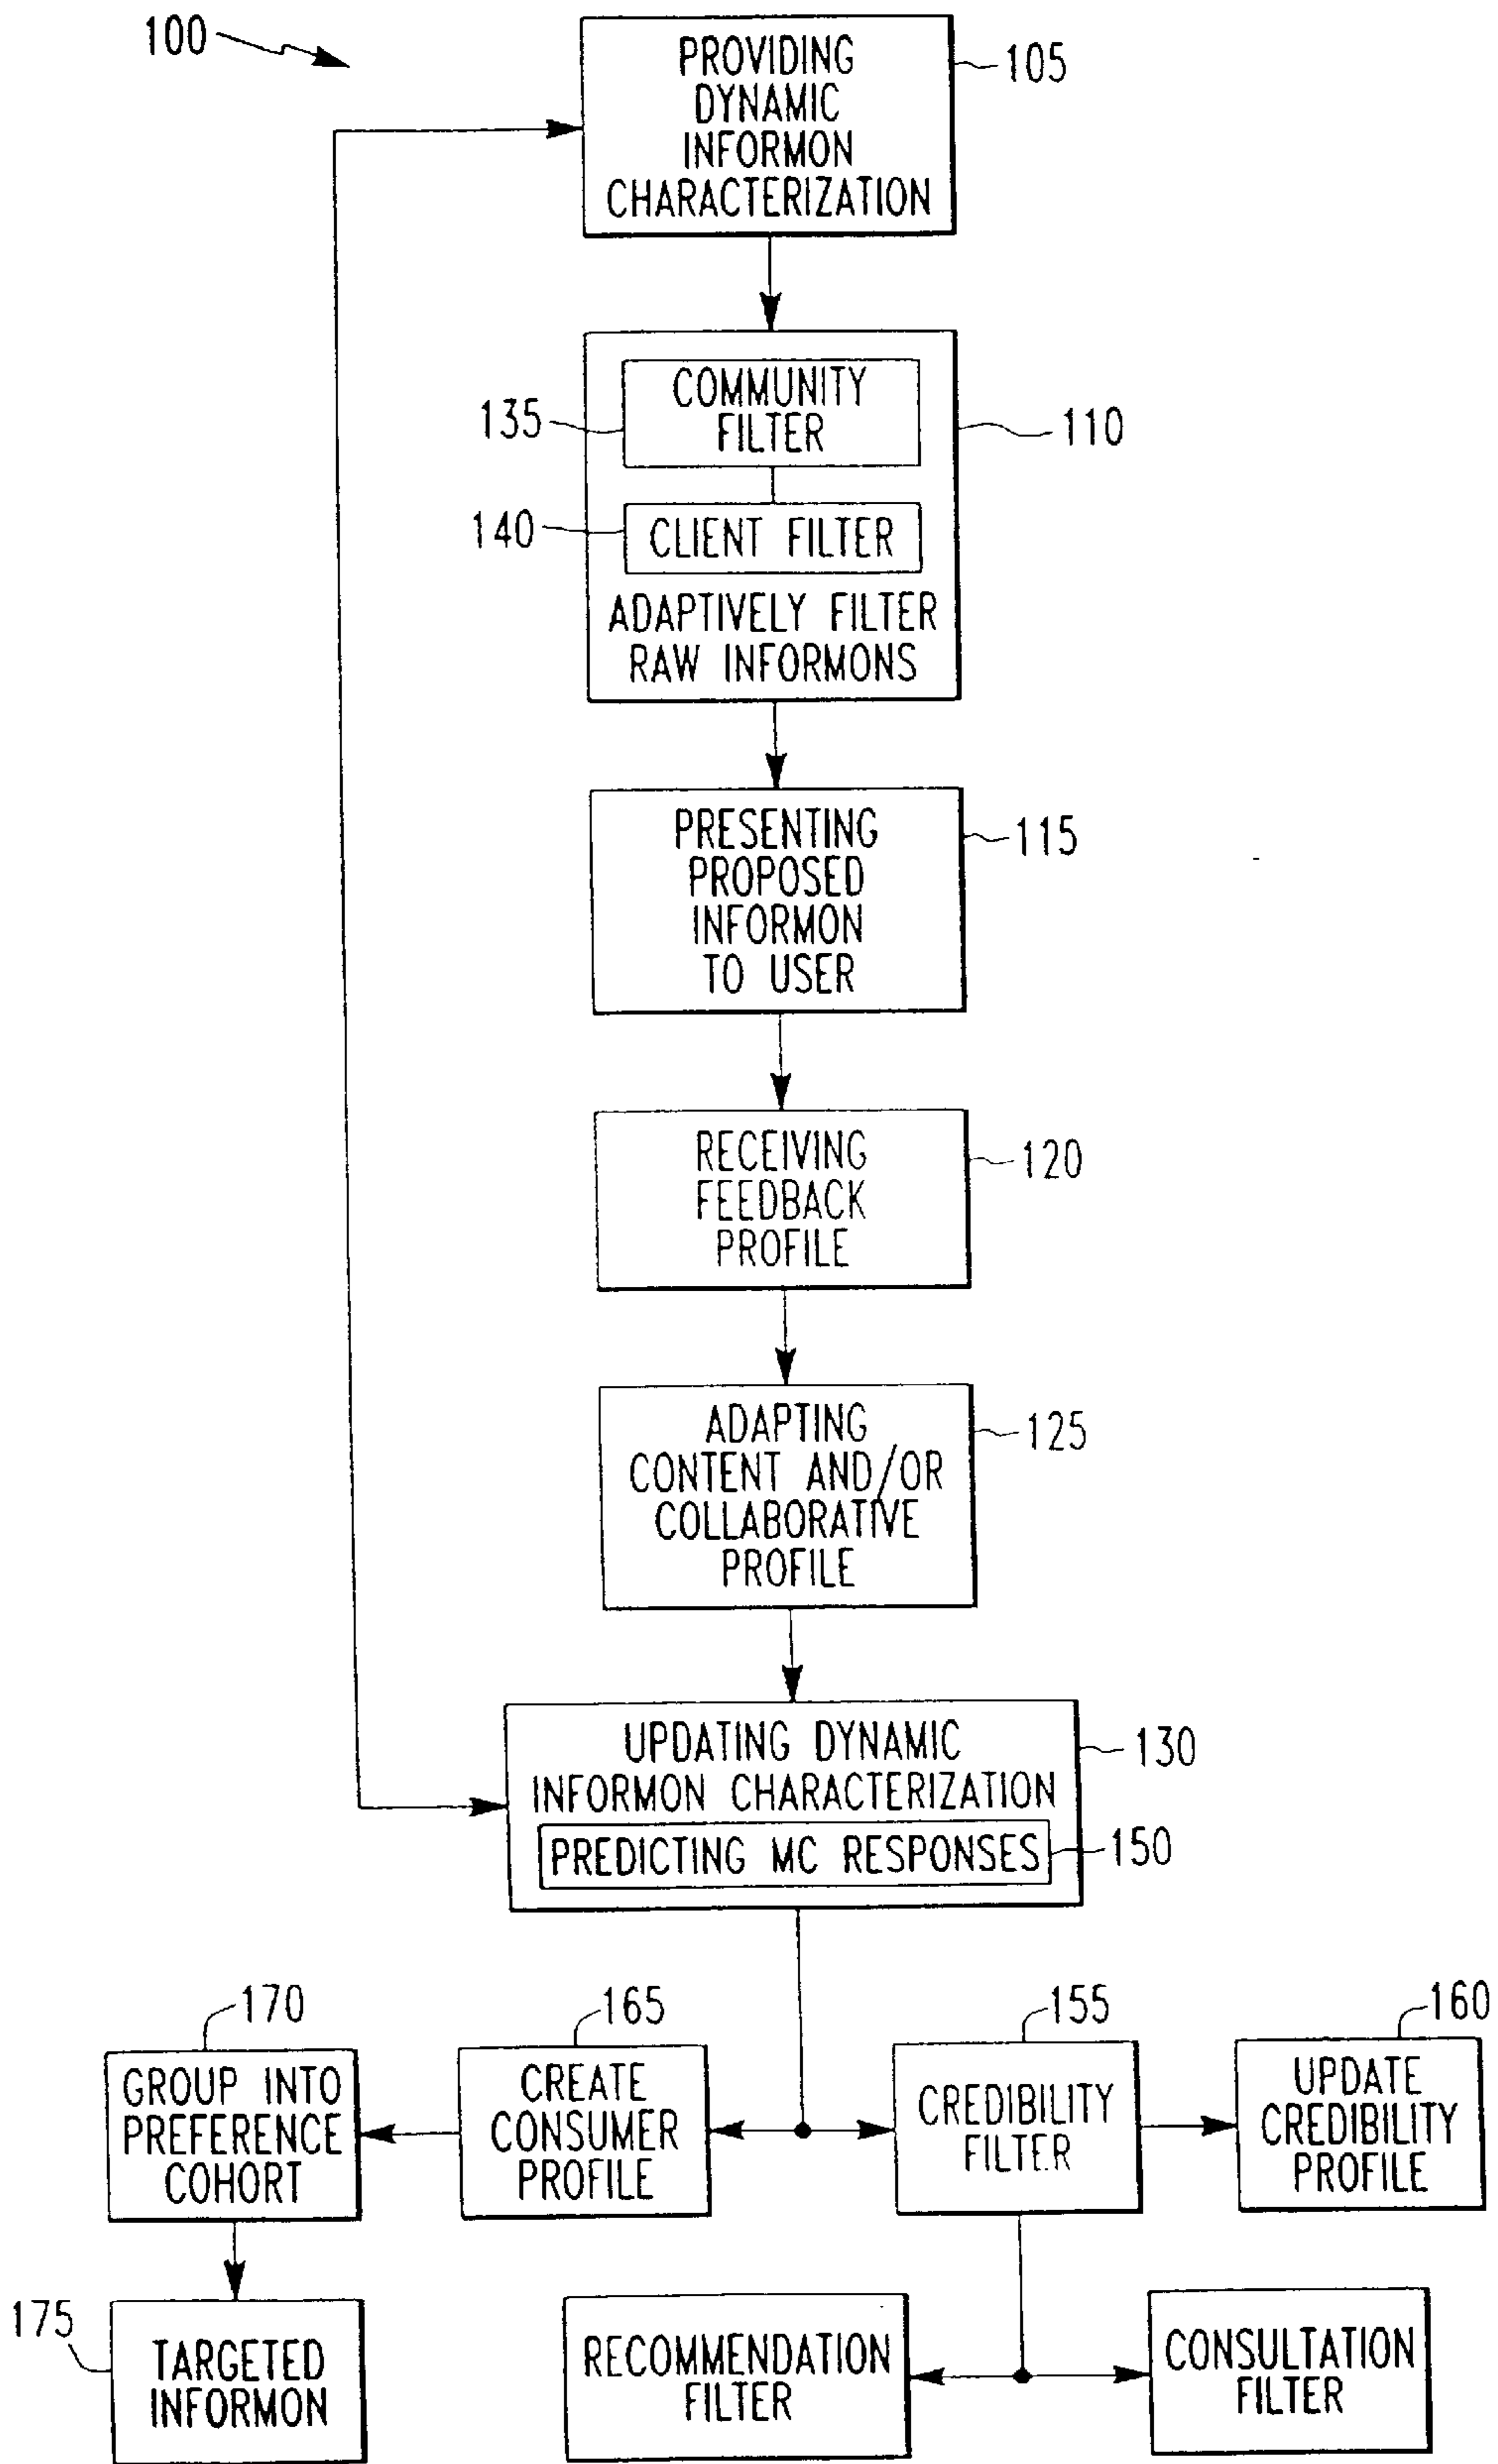 100
PROVIDING
DYNAMIC
INFORMON
CHARACTERIZATION
105
COMMUNITY
FILTER
135
110
140
CLIENT FILTER
ADAPTIVELY FILTER
RAW INFORMONS
PRESENTING
PROPOSED
INFORMON
TO USER
115
RECEIVING
FEEDBACK
PROFILE
120
ADAPTING
CONTENT AND/OR
COLLABORATIVE
PROFILE
125
UPDATING DYNAMIC
INFORMON CHARACTERIZATION
130
PREDICTING MC RESPONSES
150
170
165
155
160
GROUP INTO
PREFERENCE
COHORT
CREATE
CONSUMER
PROFILE
CREDIBILITY
FILTER
UPDATE
CREDIBILITY
PROFILE
175
TARGETED
INFORMON
RECOMMENDATION
FILTER
CONSULTATION
FILTER